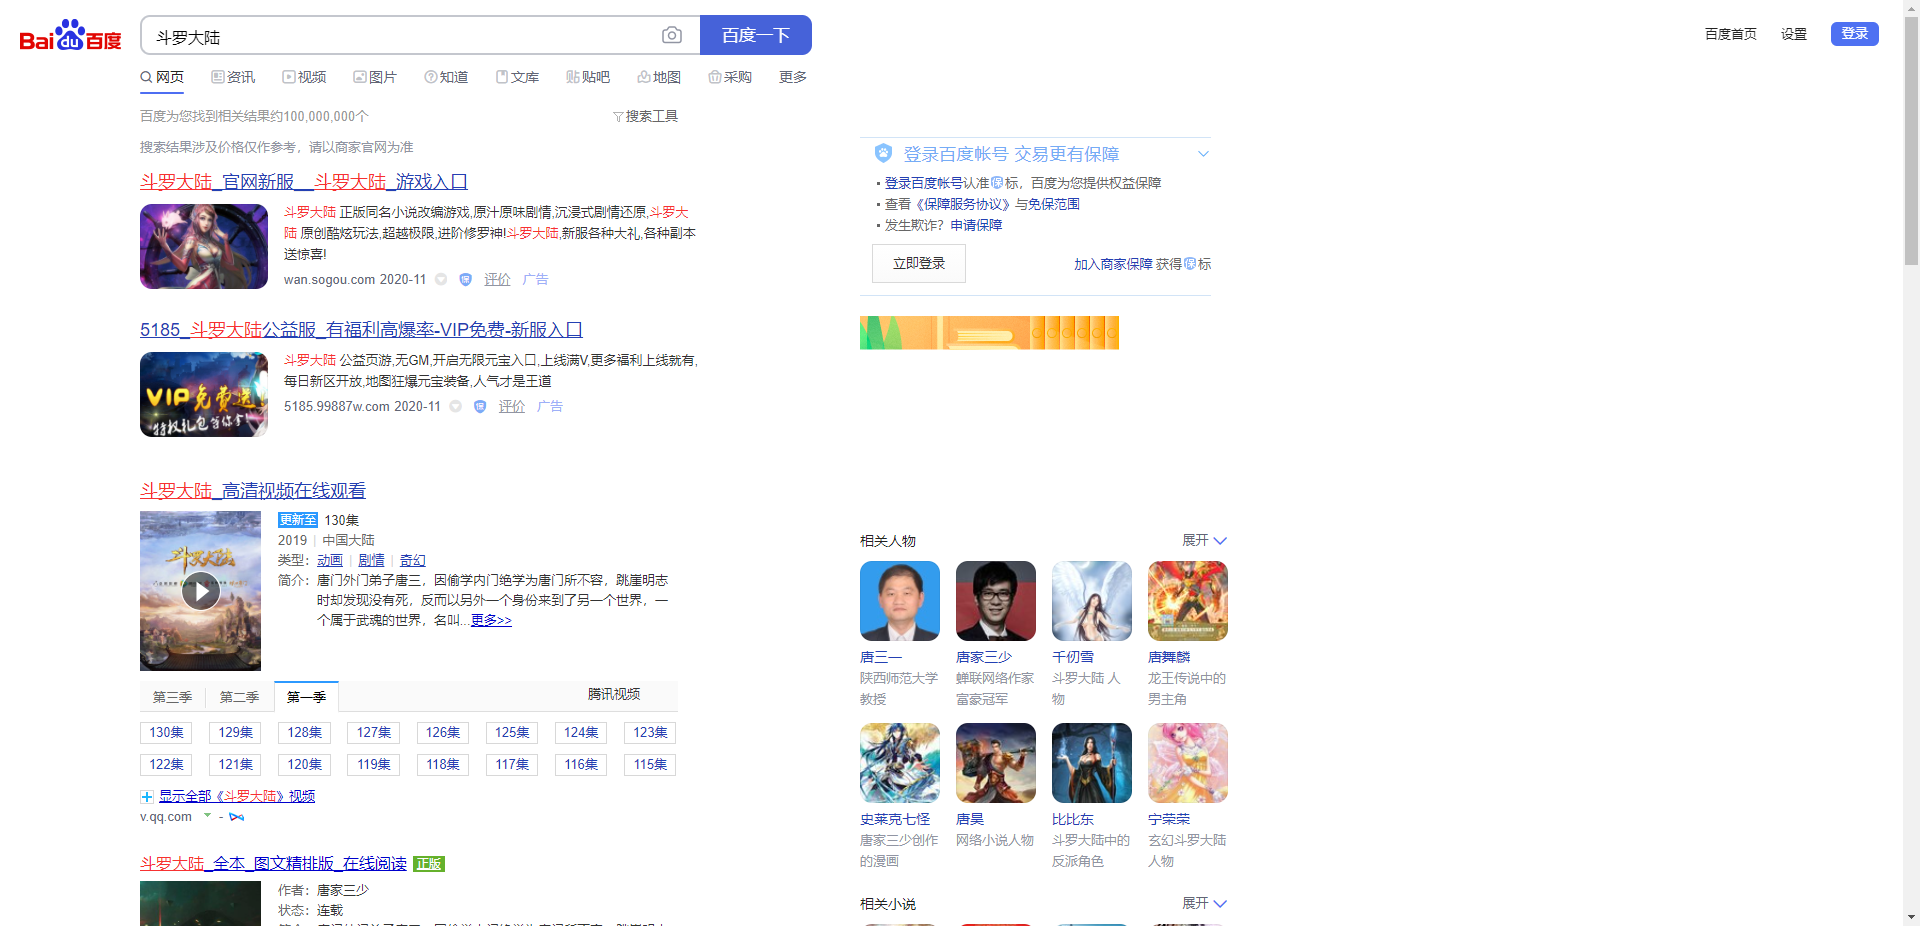 Bai du 百度
斗罗大陆
百度一下
百度首页 设置 登录
网页 资讯 视频 图片 知道 文库 贴吧 地图 采购 更多
百度为您找到相关结果约100,000,000个 搜索工具
搜索结果涉及价格仅作参考，请以商家官网为准
斗罗大陆_官网新服__斗罗大陆_游戏入口
斗罗大陆 正版同名小说改编游戏,原汁原味剧情,沉浸式剧情还原,斗罗大
陆 原创酷炫玩法,超越极限,进阶修罗神!斗罗大陆,新服各种大礼,各种副本
送惊喜!
wan.sogou.com 2020-11 保 评价 广告
5185_斗罗大陆公益服_有福利高爆率-VIP免费-新服入口
VIP免费送
特权礼包等你拿!
斗罗大陆 公益页游,无GM,开启无限元宝入口,上线满V,更多福利上线就有,
每日新区开放,地图狂爆元宝装备,人气才是王道
5185.99887w.com 2020-11 保 评价 广告
斗罗大陆_高清视频在线观看
斗罗大陆
更新至 130集
2019 | 中国大陆
类型： 动画 | 剧情 | 奇幻
简介： 唐门外门弟子唐三，因偷学内门绝学为唐门所不容，跳崖明志
时却发现没有死，反而以另外一个身份来到了另一个世界，一
个属于武魂的世界，名叫...更多>>
第三季 第二季 第一季 腾讯视频
130集 129集 128集 127集 126集 125集 124集 123集
122集 121集 120集 119集 118集 117集 116集 115集
显示全部《斗罗大陆》视频
v.qq.com -
斗罗大陆_全本_图文精排版_在线阅读 正版
作者： 唐家三少
状态： 连载
登录百度帐号 交易更有保障
登录百度帐号认准保标，百度为您提供权益保障
查看《保障服务协议》与免保范围
发生欺诈？申请保障
立即登录 加入商家保障 获得保标
相关人物 展开
唐三一 唐家三少 千仞雪 唐舞麟
陕西师范大学 蝉联网络作家 斗罗大陆 人 龙王传说中的
教授 富豪冠军 物 男主角
史莱克七怪 唐昊 比比东 宁荣荣
唐家三少创作 网络小说人物 斗罗大陆中的 玄幻斗罗大陆
的漫画 反派角色 人物
相关小说 展开